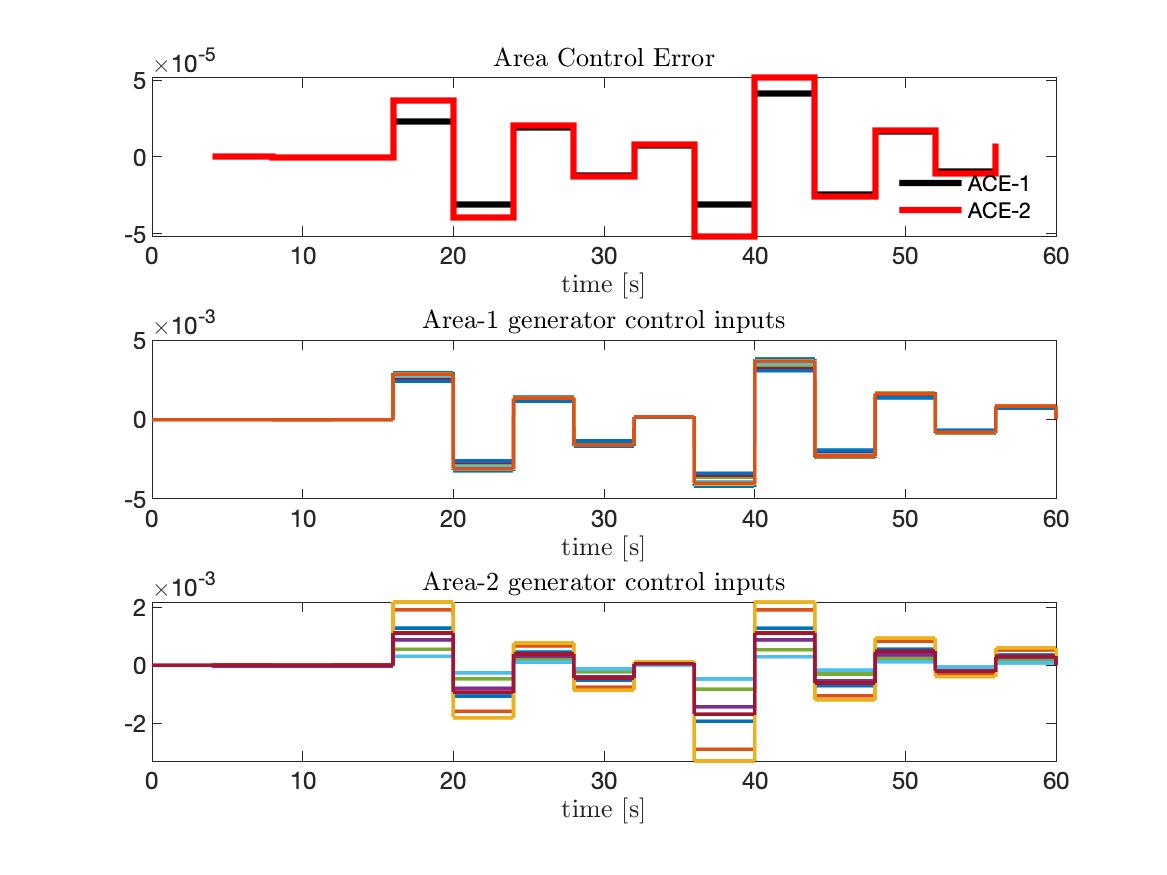 ×10-5
Area Control Error
5
0
-5
ACE-1
ACE-2
0 10 20 30 40 50 60
time [s]
×10-3
Area-1 generator control inputs
5
0
-5
0 10 20 30 40 50 60
time [s]
×10-3
Area-2 generator control inputs
2
0
-2
0 10 20 30 40 50 60
time [s]